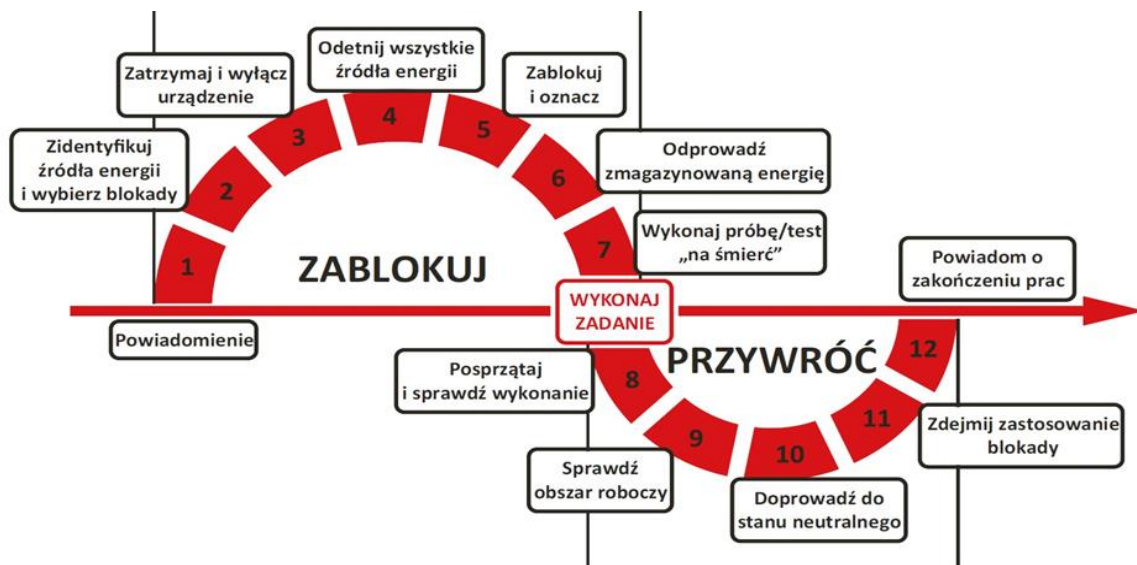 Powiadomienie
1
Zidentyfikuj
źródła energii
i wybierz blokady
2
Zatrzymaj i wyłącz
urządzenie
3
Odetnij wszystkie
źródła energii
4
Zablokuj
i oznacz
5
Odprowadź
zmagazynowaną energię
6
Wykonaj próbę/test
„na śmierć”
7
ZABLOKUJ
WYKONAJ
ZADANIE
PRZYWRÓĆ
Posprzątaj
i sprawdź wykonanie
8
Sprawdź
obszar roboczy
9
Doprowadź do
stanu neutralnego
10
Zdejmij zastosowanie
blokady
11
Powiadom o
zakończeniu prac
12